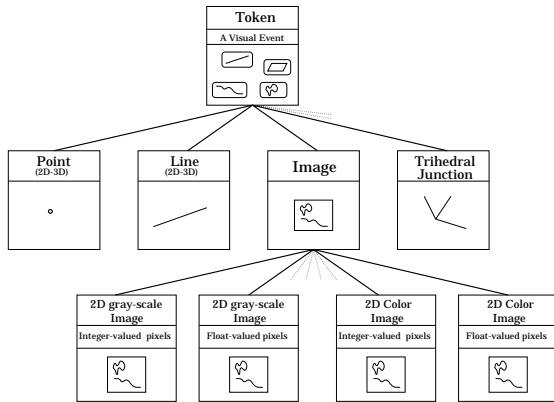 Token
A Visual Event
Point
(2D-3D)
Line
(2D-3D)
Image
Trihedral
Junction
2D gray-scale
Image
Integer-valued pixels
2D gray-scale
Image
Float-valued pixels
2D Color
Image
Integer-valued pixels
2D Color
Image
Float-valued pixels